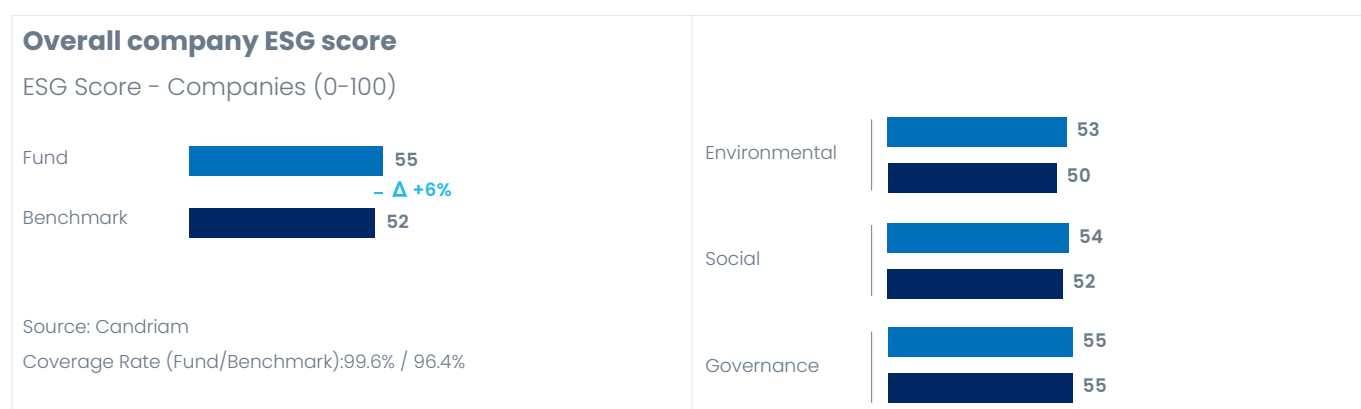 Overall company ESG score
ESG Score - Companies (0-100)
Fund
55
Δ +6%
Benchmark
52
Source: Candriam
Coverage Rate (Fund/Benchmark):99.6% / 96.4%
Environmental
53
50
Social
54
52
Governance
55
55